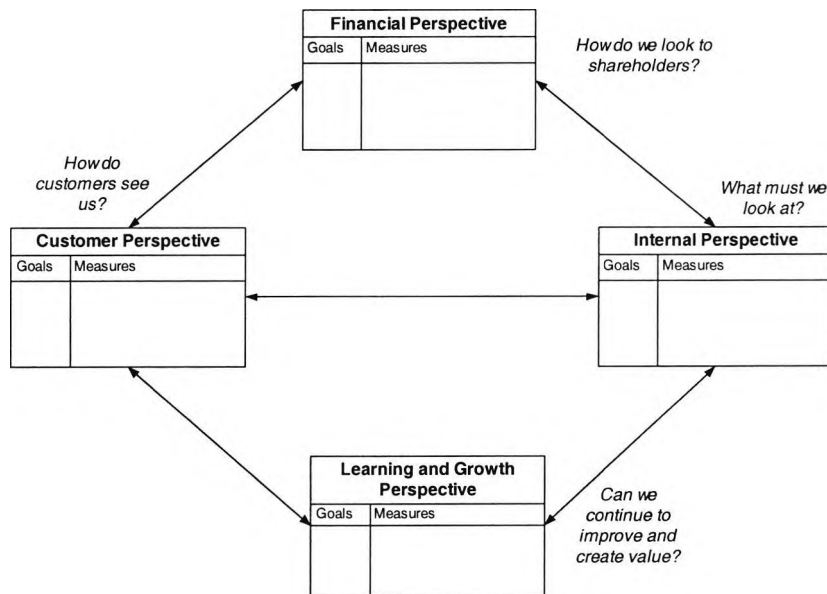 Financial Perspective
Goals Measures
How do we look to
shareholders?
How do
customers see
us?
What must we
look at?
Customer Perspective
Goals Measures
Internal Perspective
Goals Measures
Learning and Growth
Perspective
Goals Measures
Can we
continue to
improve and
create value?